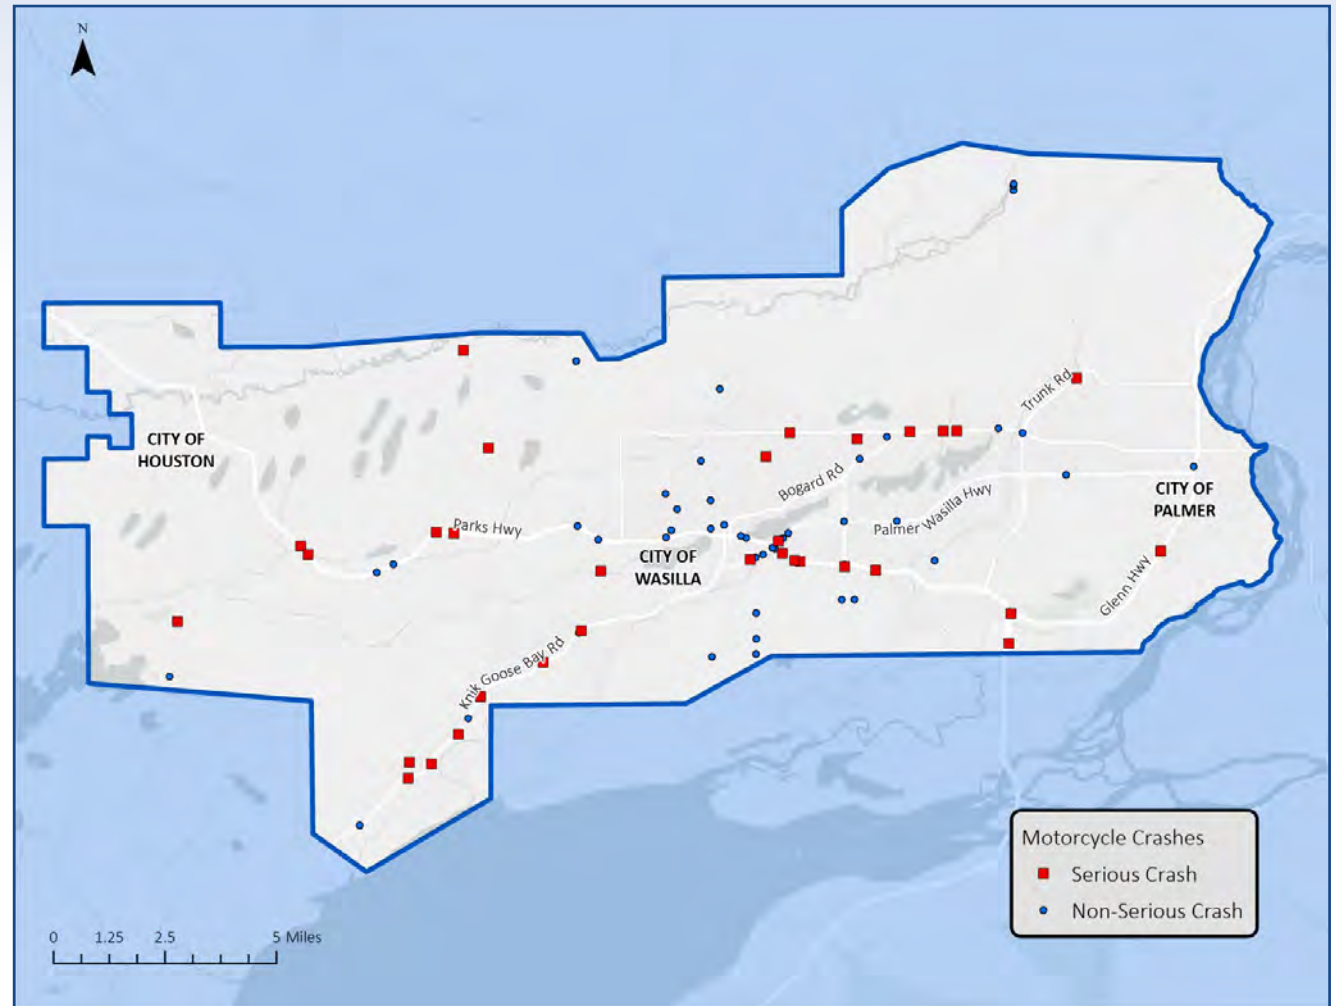 N
CITY OF
HOUSTON
Parks Hwy
CITY OF
WASILLA
Knik Goose Bay Rd
Bogard Rd
Palmer Wasilla Hwy
Trunk Rd
CITY OF
PALMER
Glenn Hwy
Motorcycle Crashes
Serious Crash
Non-Serious Crash
0 1.25 2.5 5 Miles